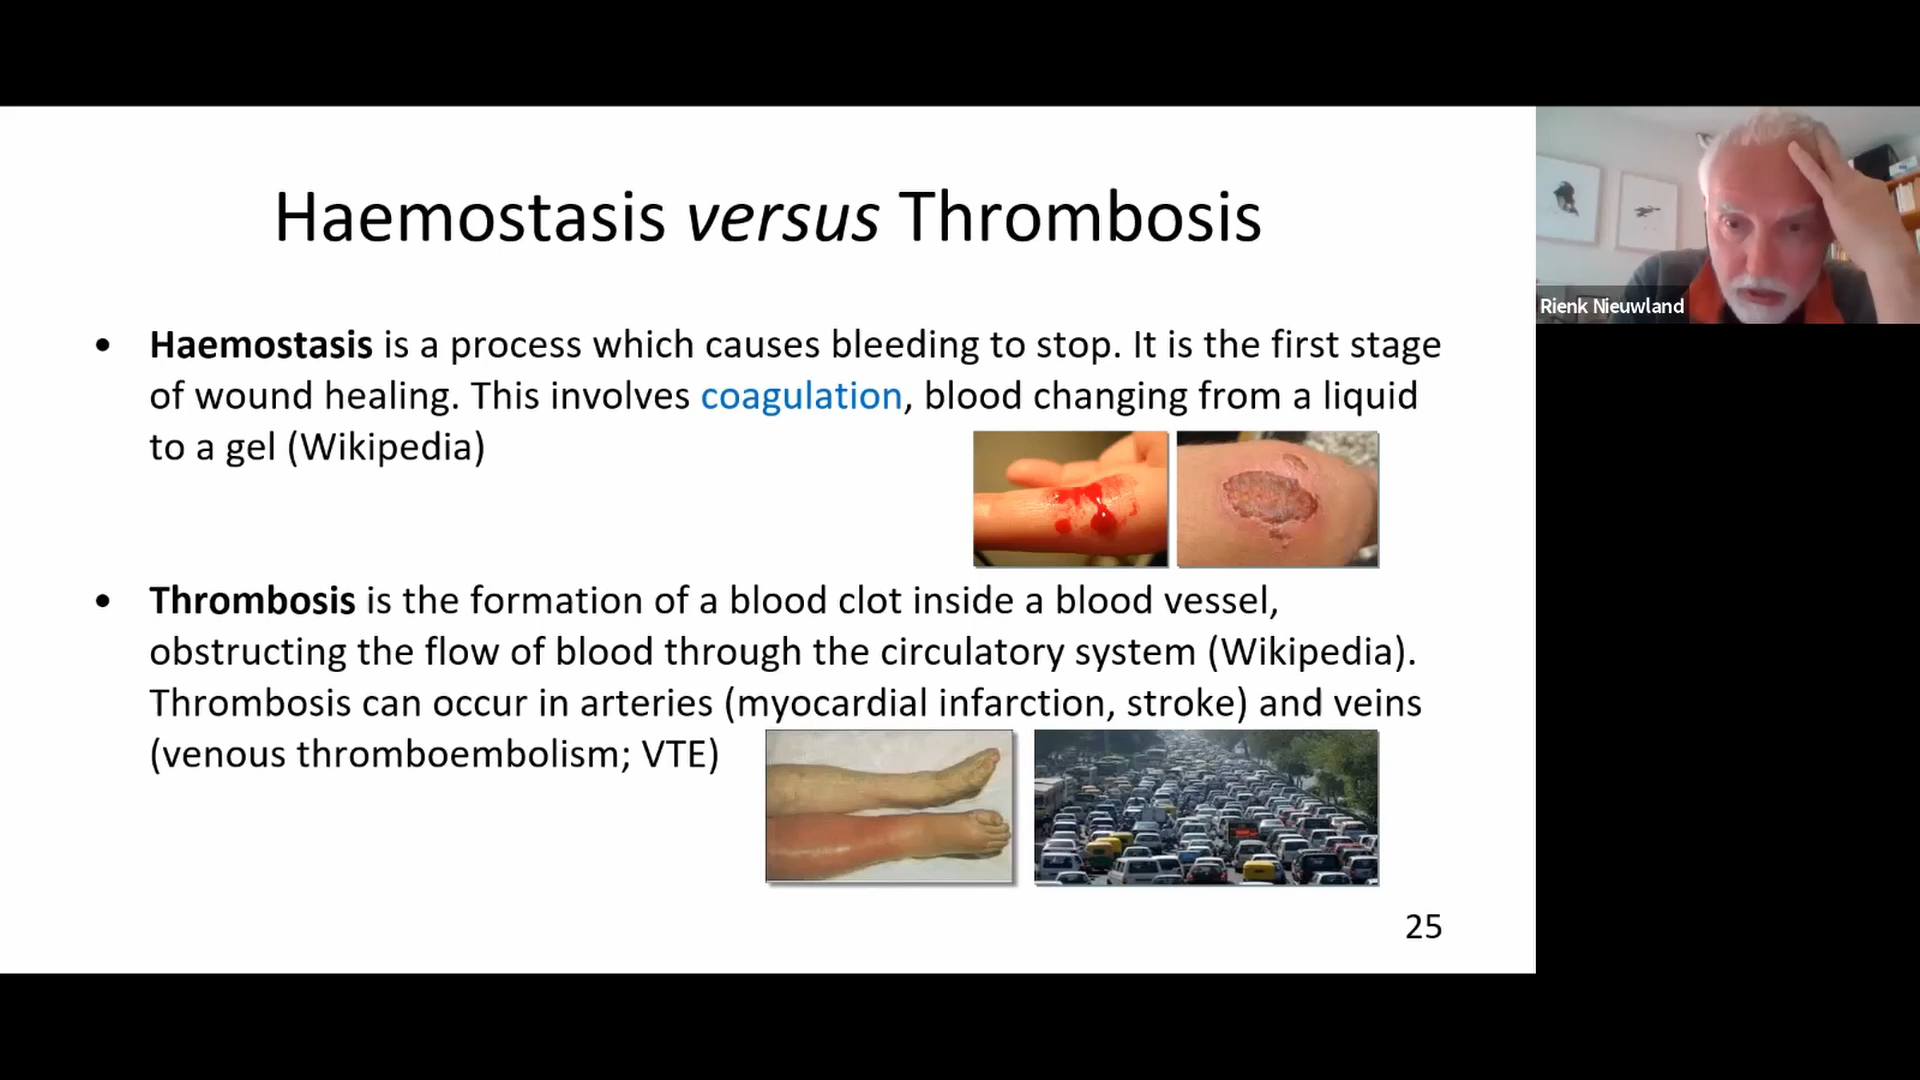 Haemostasis versus Thrombosis
• Haemostasis is a process which causes bleeding to stop. It is the first stage
of wound healing. This involves coagulation, blood changing from a liquid
to a gel (Wikipedia)
• Thrombosis is the formation of a blood clot inside a blood vessel,
obstructing the flow of blood through the circulatory system (Wikipedia).
Thrombosis can occur in arteries (myocardial infarction, stroke) and veins
(venous thromboembolism; VTE)
25
Rienk Nieuwland